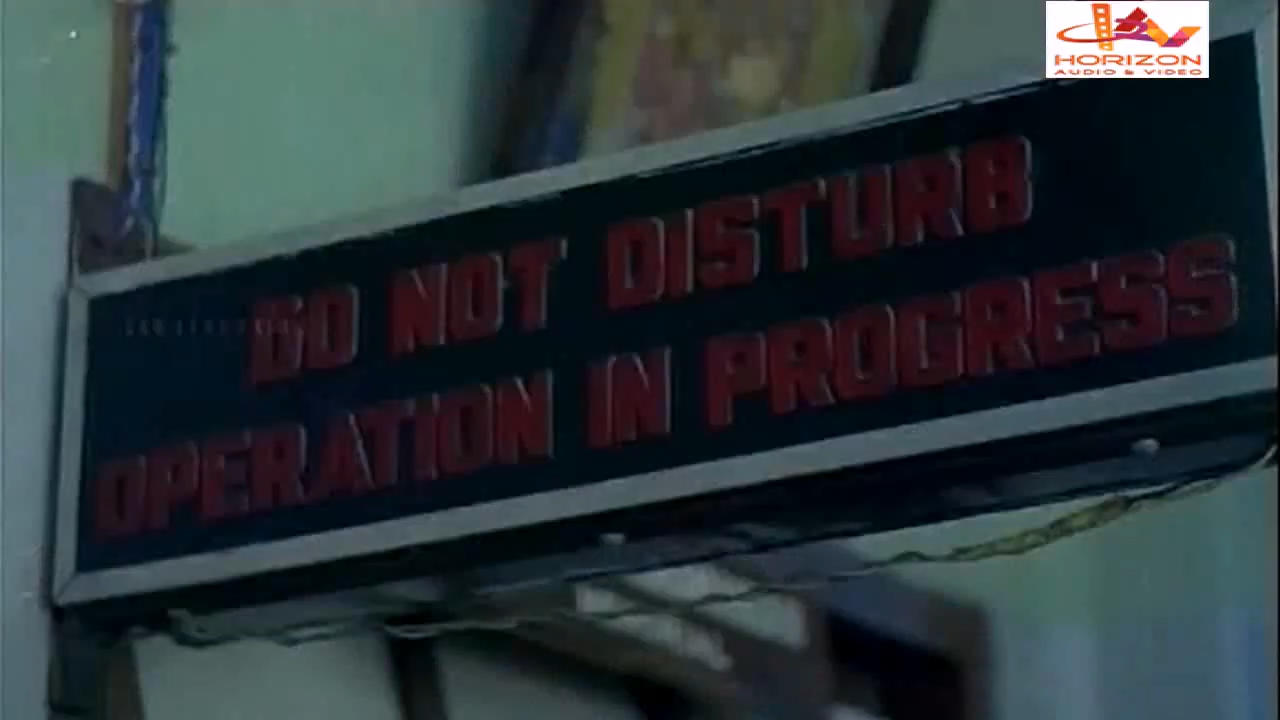 HORIZON
AUDIO & VIDEO
DO NOT DISTURB
OPERATION IN PROGRESS